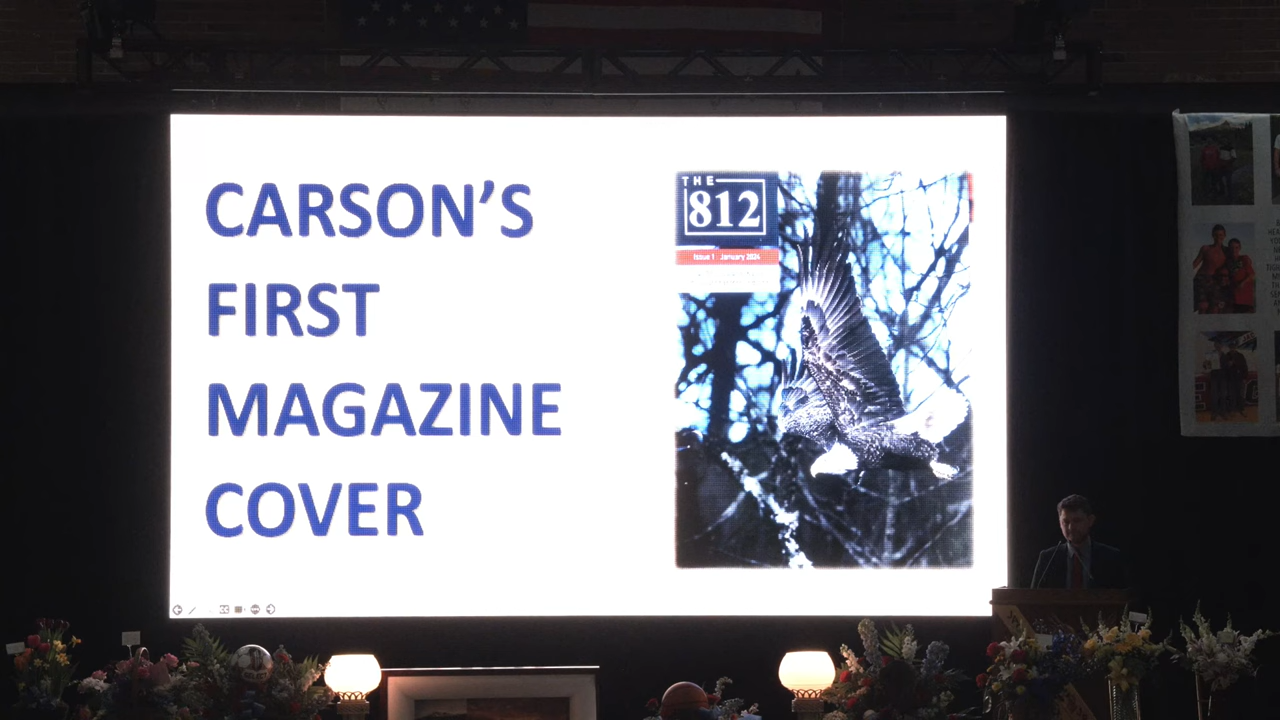 CARSON'S
FIRST
MAGAZINE
COVER
THE
812
Issue 1 January 2024